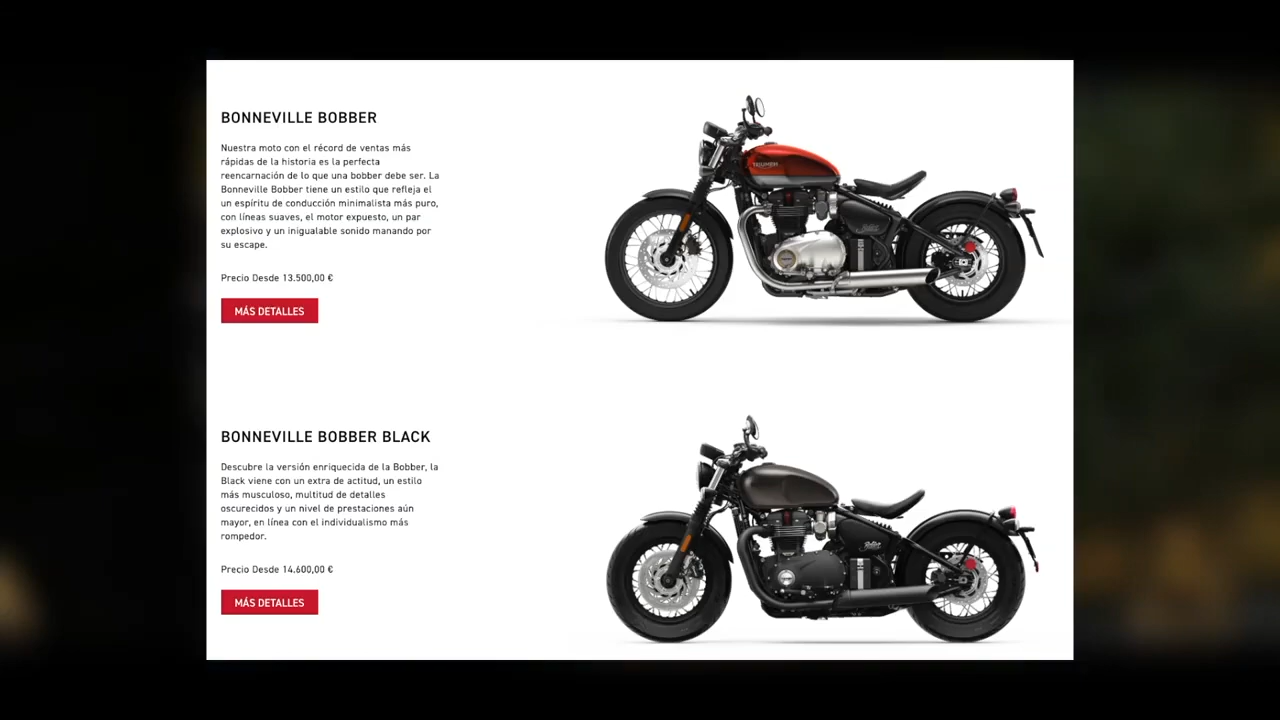 BONNEVILLE BOBBER
Nuestra moto con el récord de ventas más
rápidas de la historia es la perfecta
reencarnación de lo que una bobber debe ser. La
Bonneville Bobber tiene un estilo que refleja el
un espíritu de conducción minimalista más puro,
con líneas suaves, el motor expuesto, un par
explosivo y un inigualable sonido manando por
su escape.
Precio Desde 13.500,00 €
MÁS DETALLES
TRIUMPH
BONNEVILLE BOBBER BLACK
Descubre la versión enriquecida de la Bobber, la
Black viene con un extra de actitud, un estilo
más musculoso, multitud de detalles
oscurecidos y un nivel de prestaciones aún
mayor, en línea con el individualismo más
rompedor.
Precio Desde 14.600,00 €
MÁS DETALLES